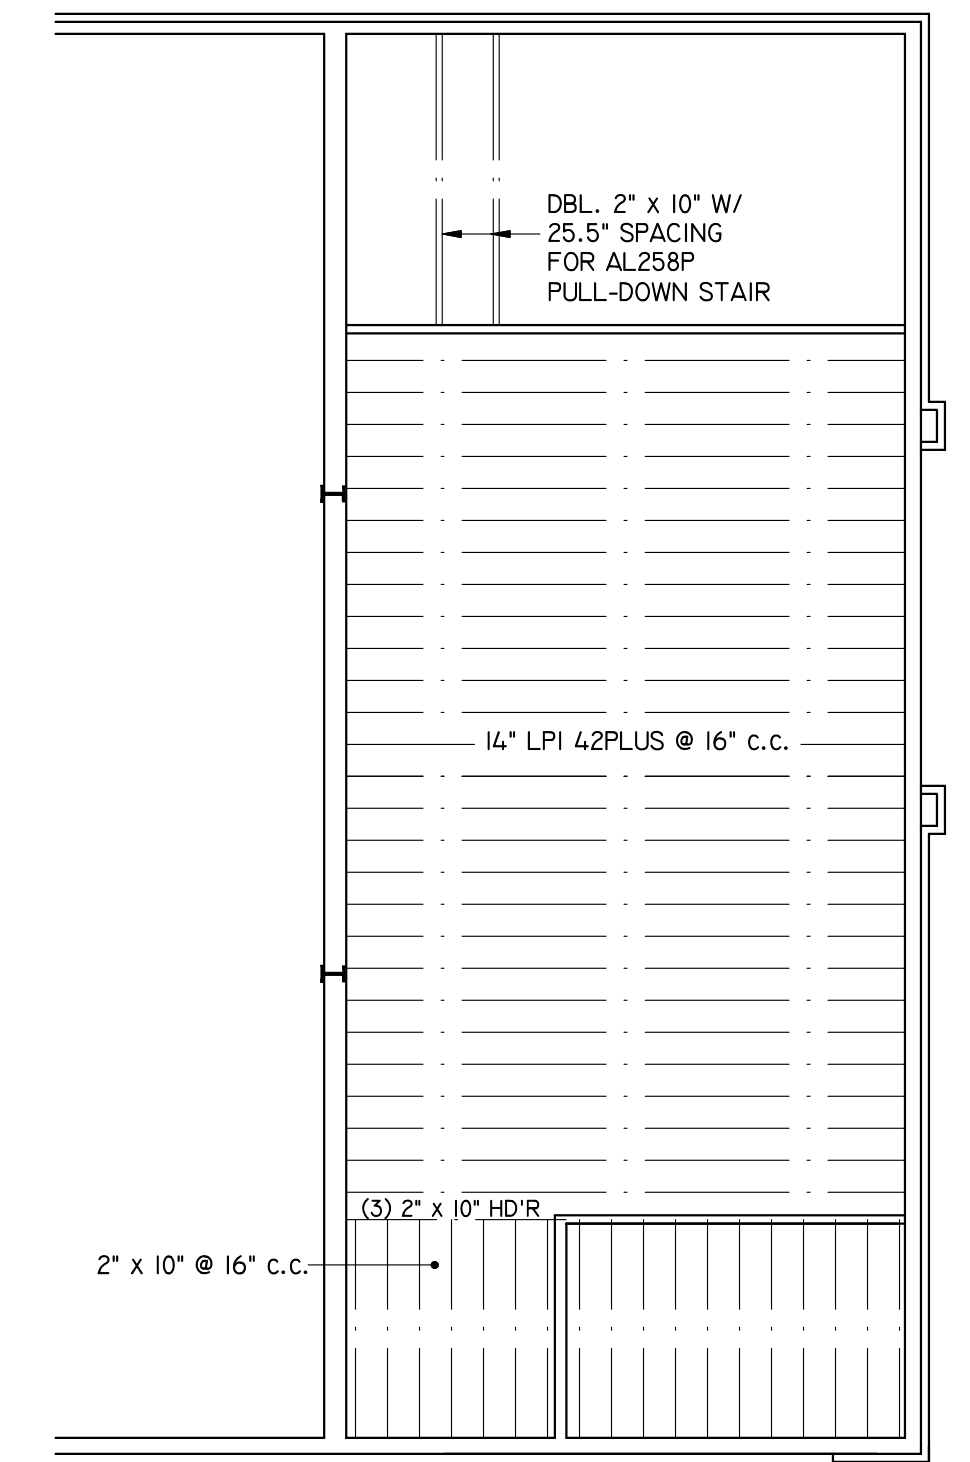 DBL. 2" X 10" W/
25.5" SPACING
FOR AL258P
PULL-DOWN STAIR
14" LPI 42PLUS @ 16" c.c.
(3) 2" X 10" HD'R
2" X 10" @ 16" c.c.